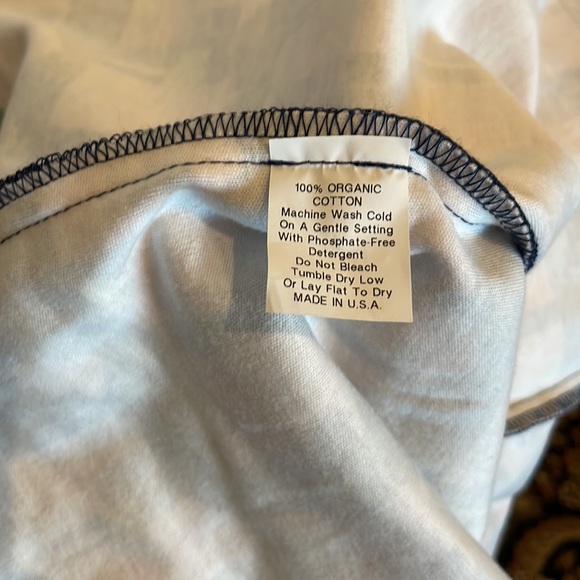 100% ORGANIC
COTTON
Machine Wash Cold
On A Gentle Setting
With Phosphate-Free
Detergent
Do Not Bleach
Tumble Dry Low
Or Lay Flat To Dry
MADE IN U.S.A.